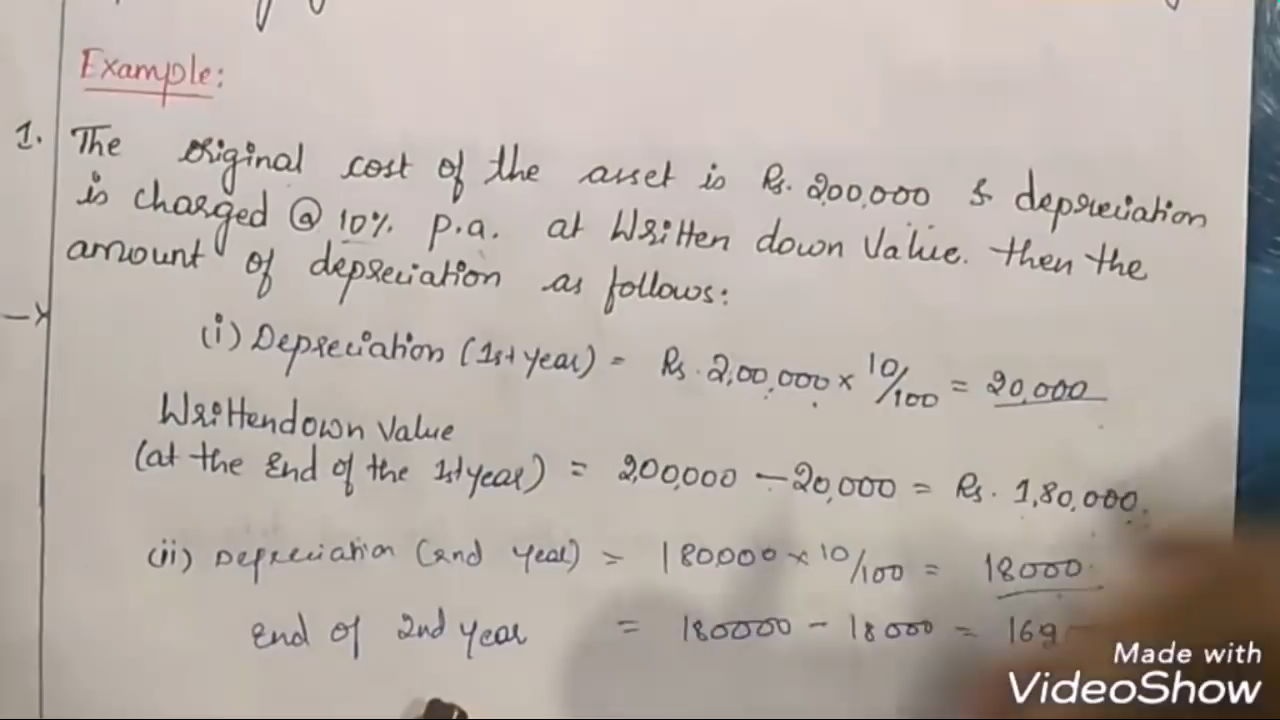 Example:
1. The original cost of the asset is Rs. 200,000 & depreciation
is charged @ 10% p.a. at Written down Value. then the
amount of depreciation as follows:
(i) Depreciation (1st year) = Rs. 2,00,000 × 10/100 = 20,000
Writtendown Value
(at the End of the 1st year) = 2,00,000 — 20,000 = Rs. 1,80,000.
(ii) Depreciation (2nd year) = 180000 × 10/100 = 18000
End of 2nd year = 180000 - 18000 =
Made with
VideoShow